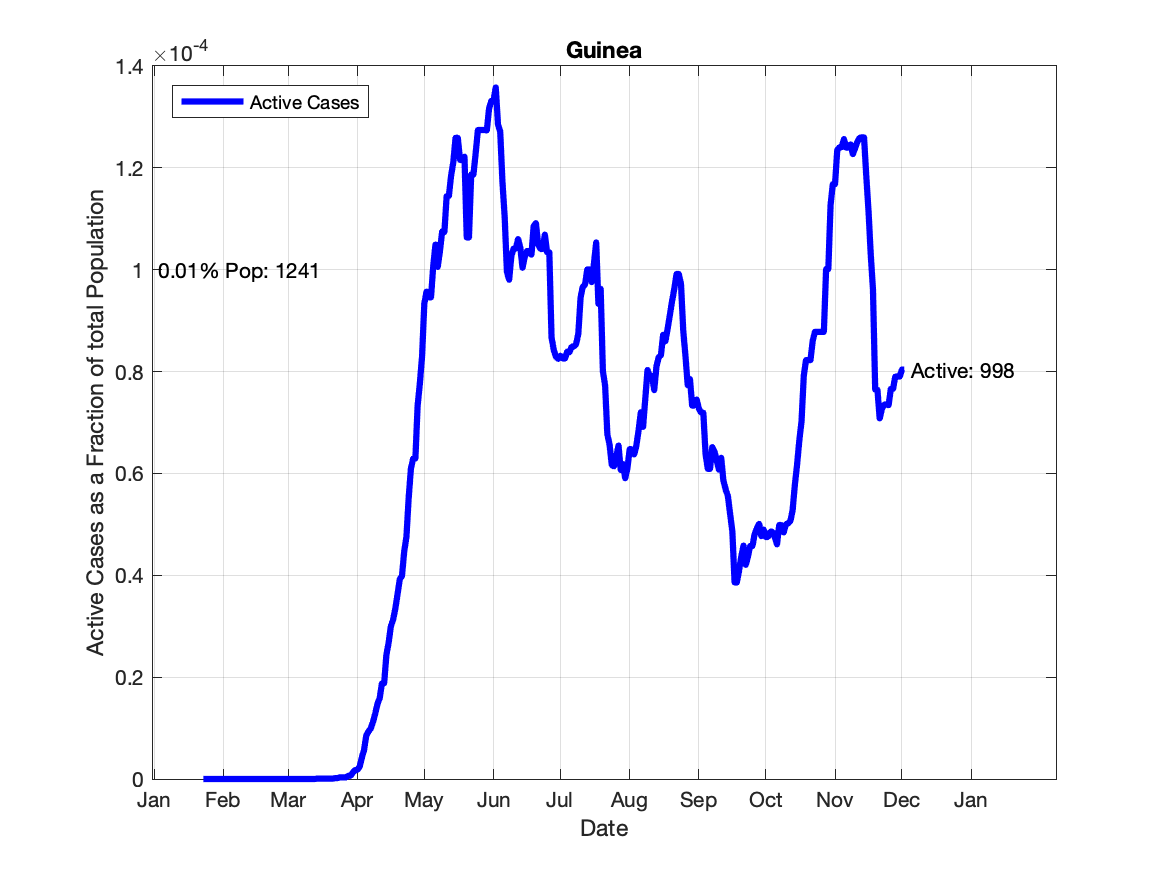 Guinea
×10-4
1.4
Active Cases
1.2
1
0.01% Pop: 1241
0.8
Active: 998
0.6
0.4
0.2
0
Active Cases as a Fraction of total Population
Jan Feb Mar Apr May Jun Jul Aug Sep Oct Nov Dec Jan
Date